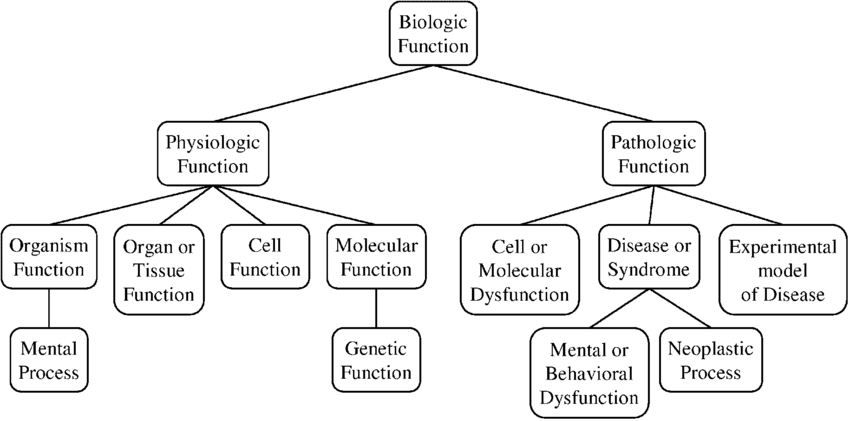 Biologic
Function
Physiologic
Function
Pathologic
Function
Organism
Function
Organ or
Tissue
Function
Cell
Function
Molecular
Function
Cell or
Molecular
Dysfunction
Disease or
Syndrome
Experimental
model
of Disease
Mental
Process
Genetic
Function
Mental or
Behavioral
Dysfunction
Neoplastic
Process